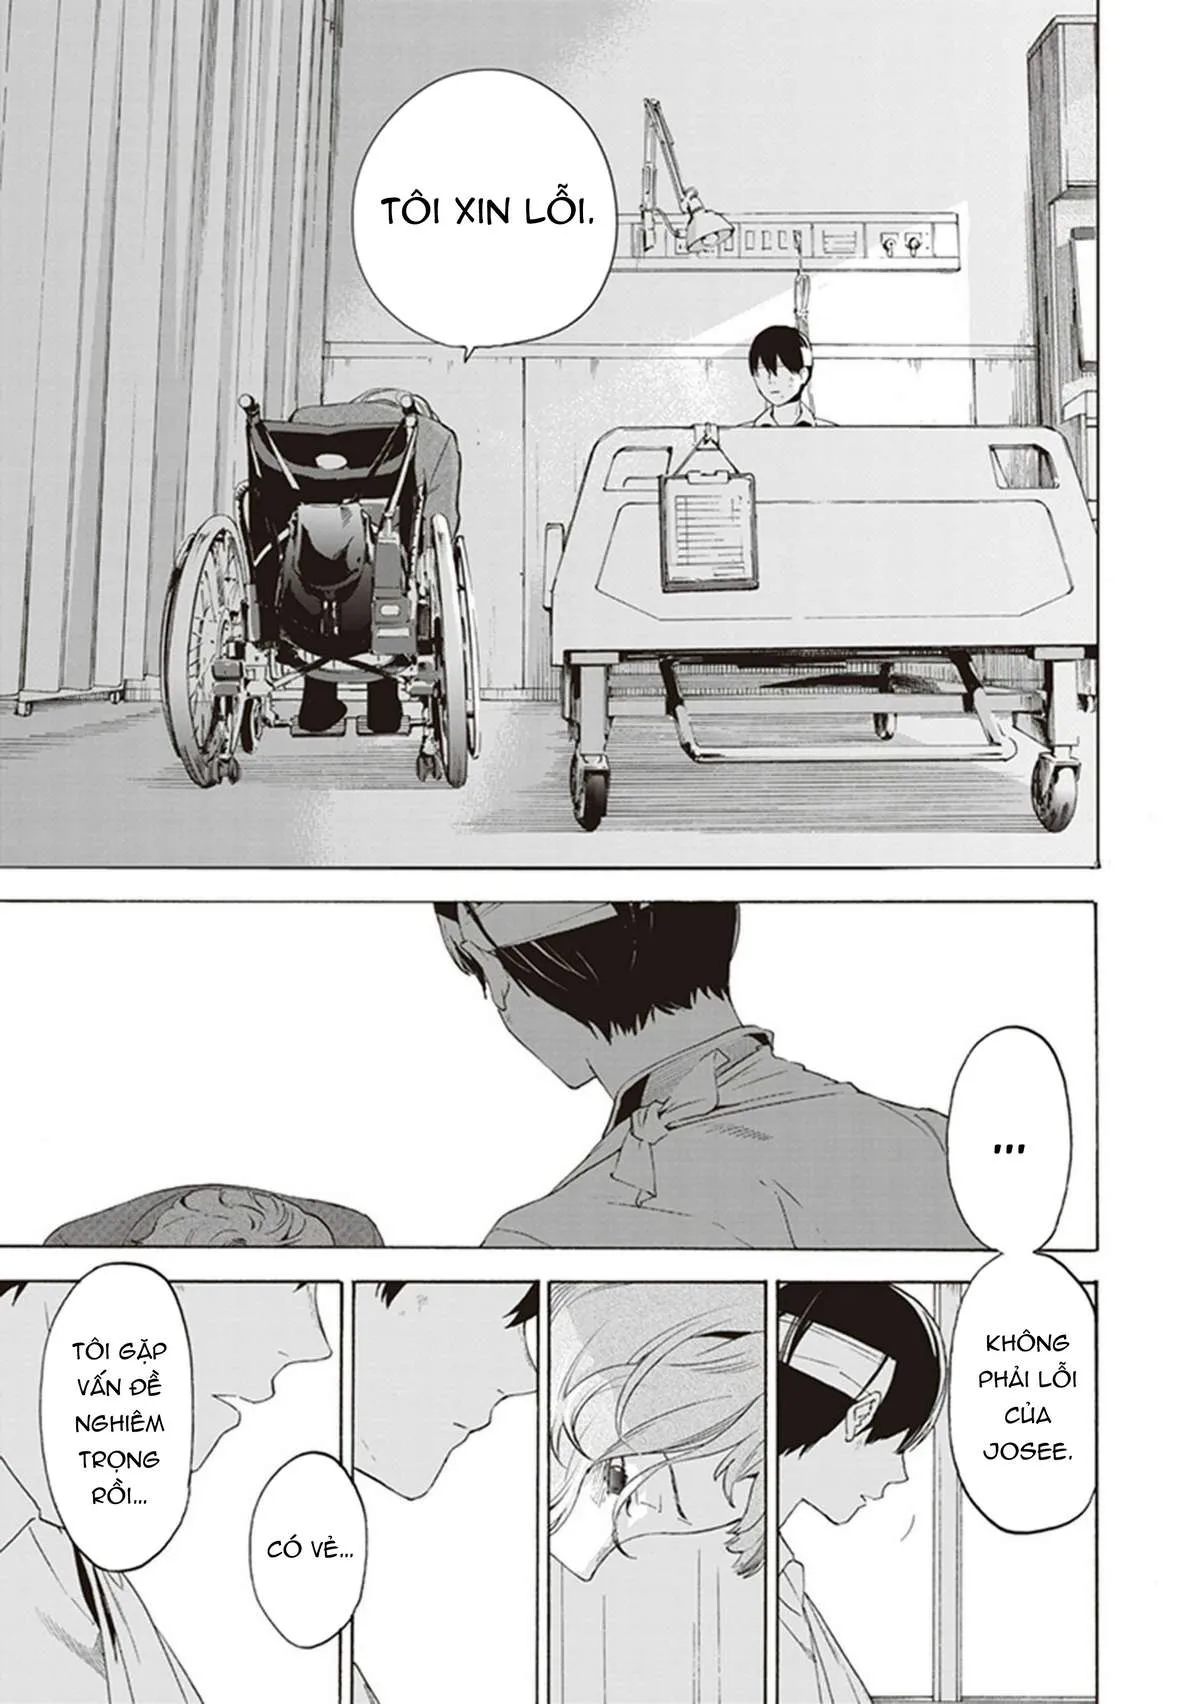 TÔI XIN LỖI.
...
KHÔNG
PHẢI LỖI
CỦA
JOSEE.
CÓ VẺ...
TÔI GẶP
VẤN ĐỀ
NGHIÊM
TRỌNG
RỒI...